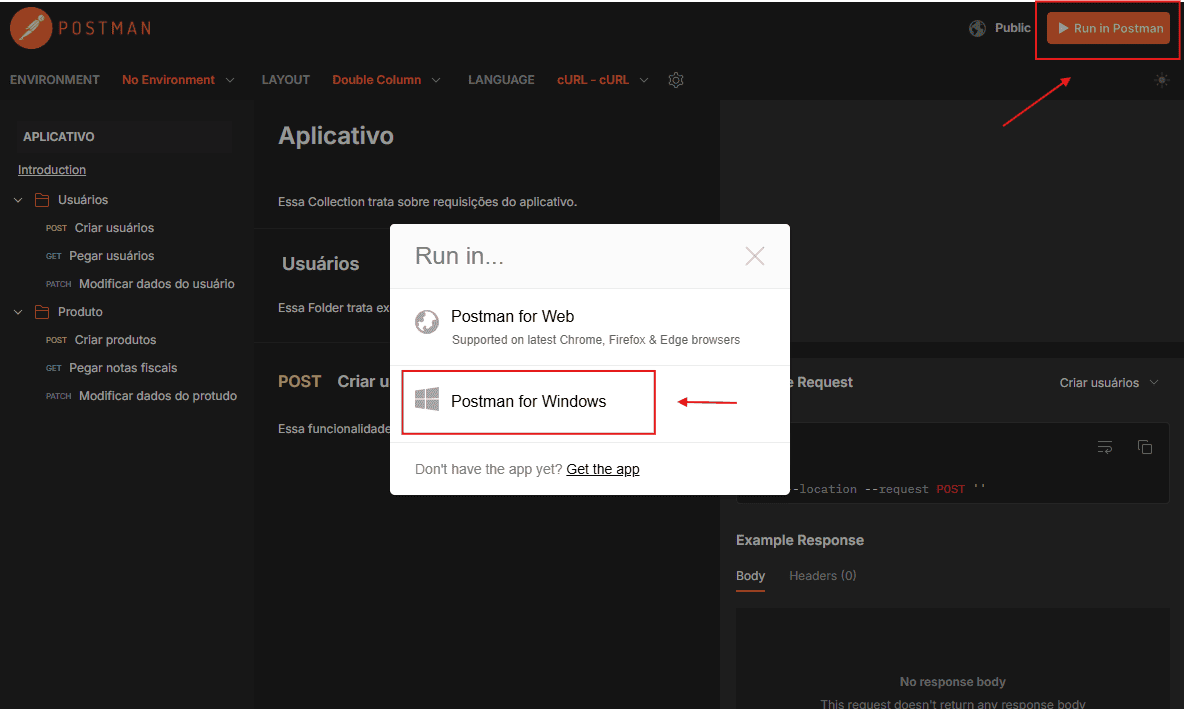 POSTMAN
Public
Run in Postman
ENVIRONMENT No Environment LAYOUT Double Column LANGUAGE cURL - cURL
APLICATIVO
Introduction
Usuários
POST Criar usuários
GET Pegar usuários
PATCH Modificar dados do usuário
Produto
POST Criar produtos
GET Pegar notas fiscais
PATCH Modificar dados do protudo
Aplicativo
Essa Collection trata sobre requisições do aplicativo.
Usuários
Essa Folder trata ex
POST Criar u
Essa funcionalidade
Run in...
Postman for Web
Supported on latest Chrome, Firefox & Edge browsers
Postman for Windows
Don't have the app yet? Get the app
e Request
Criar usuários
-location --request POST ''
Example Response
Body Headers (0)
No response body
This request doesn't return any response body